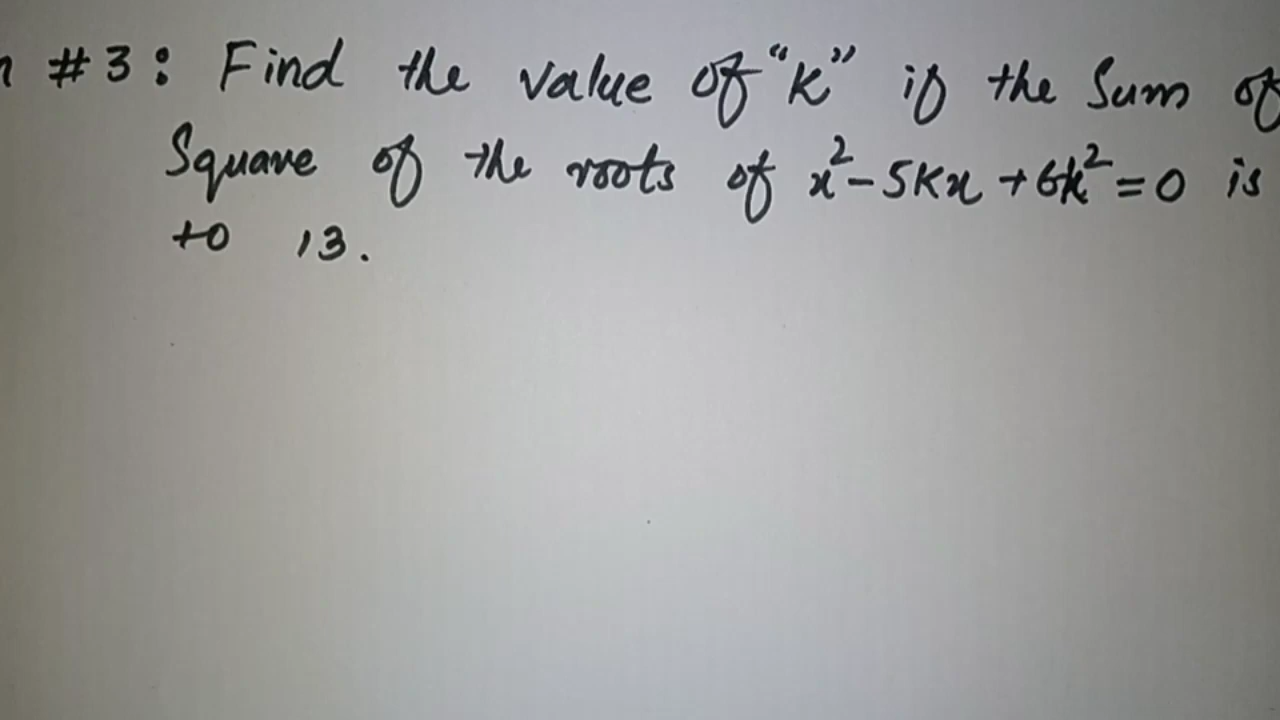 #3: Find the value of "K" if the Sum of
Square of the roots of x²-5Kx+6k²=0 is
to 13.